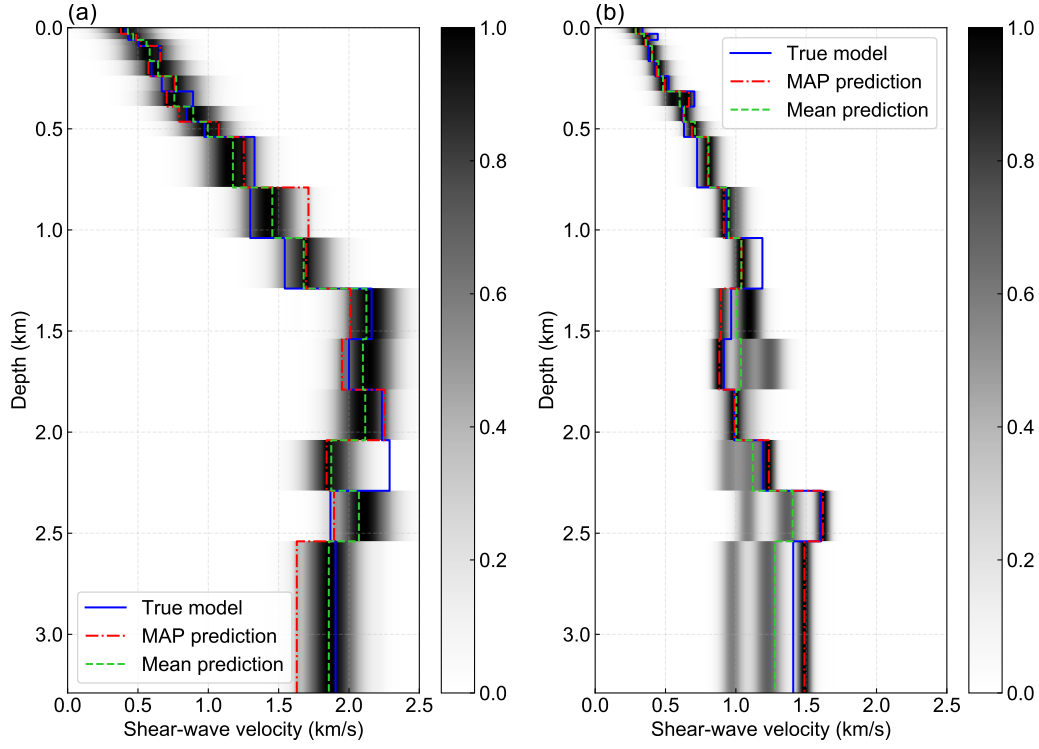 (a)
0.0
0.5
1.0
1.5
2.0
2.5
3.0
Depth (km)
0.0 0.5 1.0 1.5 2.0 2.5
Shear-wave velocity (km/s)
True model
MAP prediction
Mean prediction
1.0
0.8
0.6
0.4
0.2
0.0
(b)
0.0
0.5
1.0
1.5
2.0
2.5
3.0
Depth (km)
0.0 0.5 1.0 1.5 2.0 2.5
Shear-wave velocity (km/s)
True model
MAP prediction
Mean prediction
1.0
0.8
0.6
0.4
0.2
0.0